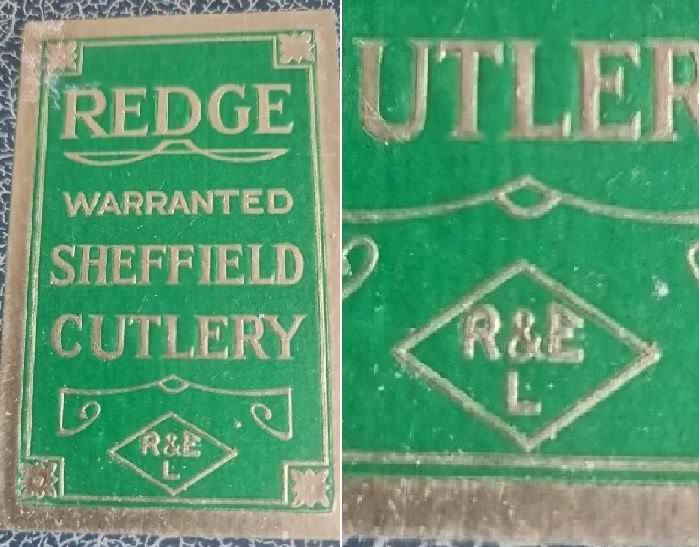 REDGE
WARRANTED
SHEFFIELD
CUTLERY
R&E
L
UTLER
R&E
L